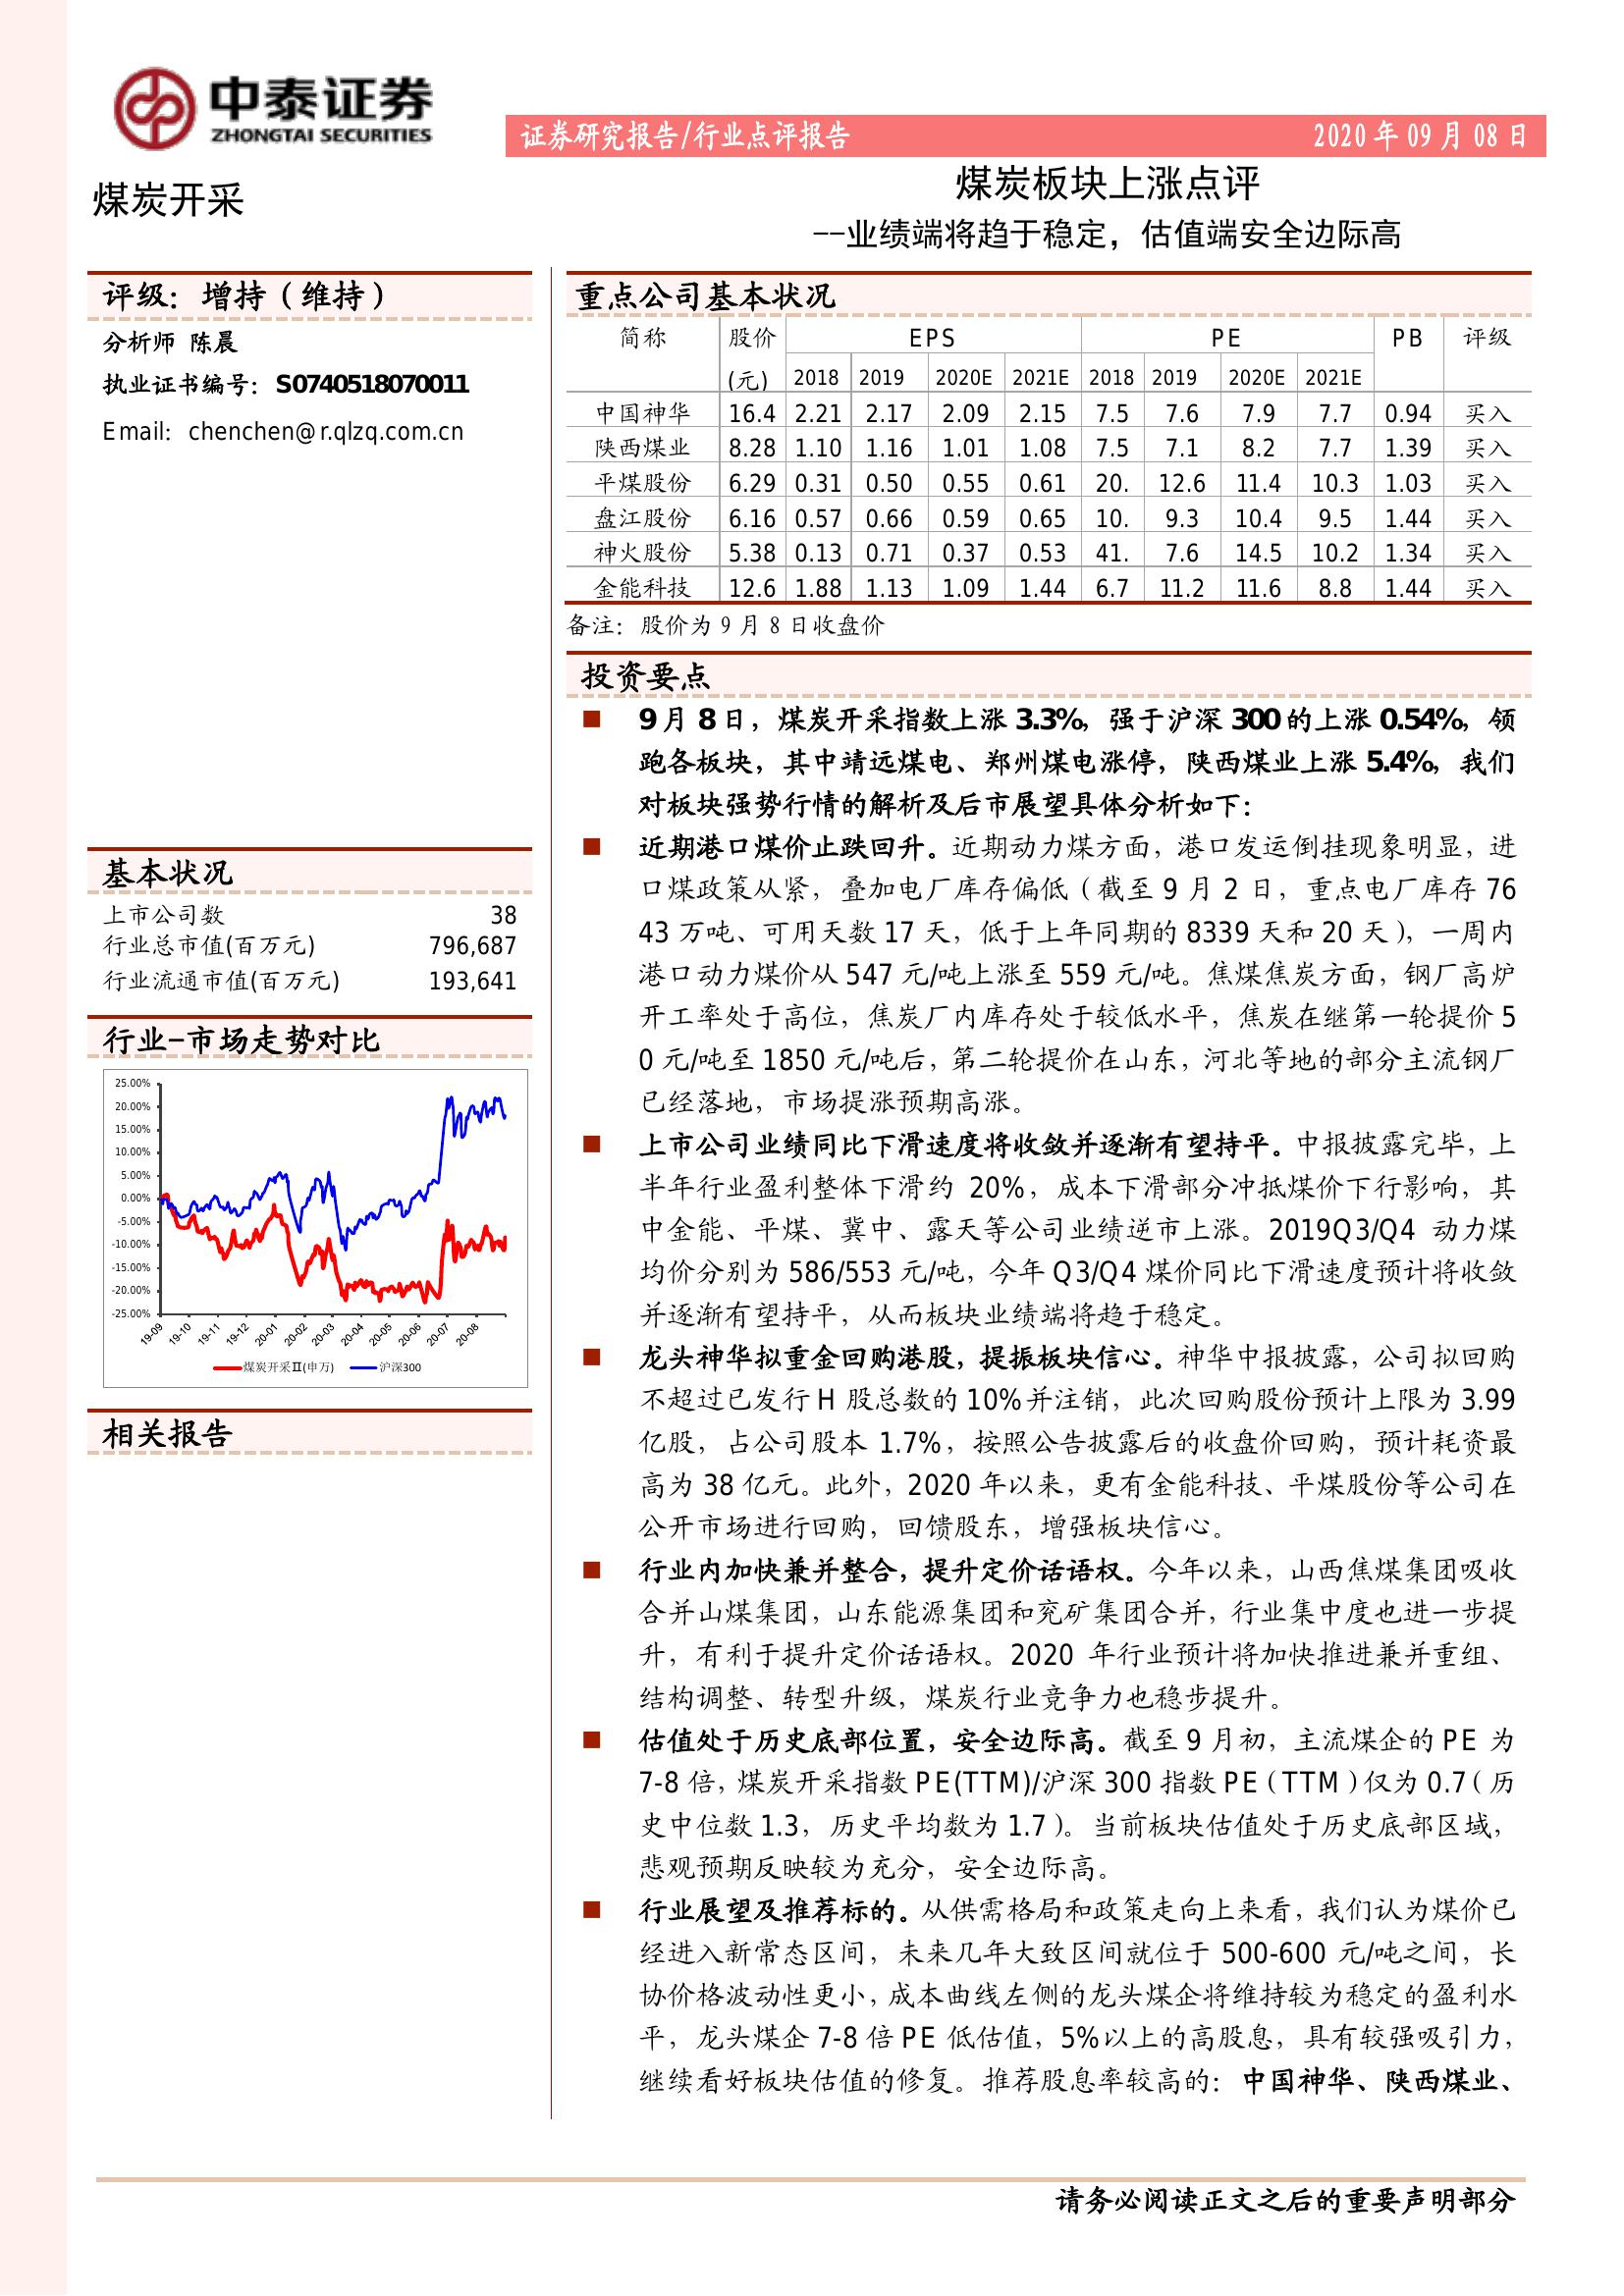 中泰证券
ZHONGTAI SECURITIES
证券研究报告/行业点评报告 2020 年 09 月 08 日
煤炭开采
煤炭板块上涨点评
--业绩端将趋于稳定，估值端安全边际高
评级：增持（维持）
分析师 陈晨
执业证书编号：S0740518070011
Email：chenchen@r.qlzq.com.cn
基本状况
上市公司数 38
行业总市值(百万元) 796,687
行业流通市值(百万元) 193,641
行业-市场走势对比
25.00%
20.00%
15.00%
10.00%
5.00%
0.00%
-5.00%
-10.00%
-15.00%
-20.00%
-25.00%
19-09 19-10 19-11 19-12 20-01 20-02 20-03 20-04 20-05 20-06 20-07 20-08
煤炭开采II(申万) 沪深300
相关报告
重点公司基本状况
简称 股价 EPS PE PB 评级
(元) 2018 2019 2020E 2021E 2018 2019 2020E 2021E
中国神华 16.4 2.21 2.17 2.09 2.15 7.5 7.6 7.9 7.7 0.94 买入
陕西煤业 8.28 1.10 1.16 1.01 1.08 7.5 7.1 8.2 7.7 1.39 买入
平煤股份 6.29 0.31 0.50 0.55 0.61 20. 12.6 11.4 10.3 1.03 买入
盘江股份 6.16 0.57 0.66 0.59 0.65 10. 9.3 10.4 9.5 1.44 买入
神火股份 5.38 0.13 0.71 0.37 0.53 41. 7.6 14.5 10.2 1.34 买入
金能科技 12.6 1.88 1.13 1.09 1.44 6.7 11.2 11.6 8.8 1.44 买入
备注：股价为 9 月 8 日收盘价
投资要点
■ 9 月 8 日，煤炭开采指数上涨 3.3%，强于沪深 300 的上涨 0.54%，领
跑各板块，其中靖远煤电、郑州煤电涨停，陕西煤业上涨 5.4%，我们
对板块强势行情的解析及后市展望具体分析如下：
■ 近期港口煤价止跌回升。近期动力煤方面，港口发运倒挂现象明显，进
口煤政策从紧，叠加电厂库存偏低（截至 9 月 2 日，重点电厂库存 76
43 万吨、可用天数 17 天，低于上年同期的 8339 天和 20 天），一周内
港口动力煤价从 547 元/吨上涨至 559 元/吨。焦煤焦炭方面，钢厂高炉
开工率处于高位，焦炭厂内库存处于较低水平，焦炭在继第一轮提价 5
0 元/吨至 1850 元/吨后，第二轮提价在山东，河北等地的部分主流钢厂
已经落地，市场提涨预期高涨。
■ 上市公司业绩同比下滑速度将收敛并逐渐有望持平。中报披露完毕，上
半年行业盈利整体下滑约 20%，成本下滑部分冲抵煤价下行影响，其
中金能、平煤、冀中、露天等公司业绩逆市上涨。2019Q3/Q4 动力煤
均价分别为 586/553 元/吨，今年 Q3/Q4 煤价同比下滑速度预计将收敛
并逐渐有望持平，从而板块业绩端将趋于稳定。
■ 龙头神华拟重金回购港股，提振板块信心。神华中报披露，公司拟回购
不超过已发行 H 股总数的 10%并注销，此次回购股份预计上限为 3.99
亿股，占公司股本 1.7%，按照公告披露后的收盘价回购，预计耗资最
高为 38 亿元。此外，2020 年以来，更有金能科技、平煤股份等公司在
公开市场进行回购，回馈股东，增强板块信心。
■ 行业内加快兼并整合，提升定价话语权。今年以来，山西焦煤集团吸收
合并山煤集团，山东能源集团和兖矿集团合并，行业集中度也进一步提
升，有利于提升定价话语权。2020 年行业预计将加快推进兼并重组、
结构调整、转型升级，煤炭行业竞争力也稳步提升。
■ 估值处于历史底部位置，安全边际高。截至 9 月初，主流煤企的 PE 为
7-8 倍，煤炭开采指数 PE(TTM)/沪深 300 指数 PE（TTM）仅为 0.7（历
史中位数 1.3，历史平均数为 1.7）。当前板块估值处于历史底部区域，
悲观预期反映较为充分，安全边际高。
■ 行业展望及推荐标的。从供需格局和政策走向上来看，我们认为煤价已
经进入新常态区间，未来几年大致区间就位于 500-600 元/吨之间，长
协价格波动性更小，成本曲线左侧的龙头煤企将维持较为稳定的盈利水
平，龙头煤企 7-8 倍 PE 低估值，5%以上的高股息，具有较强吸引力，
继续看好板块估值的修复。推荐股息率较高的：中国神华、陕西煤业、
请务必阅读正文之后的重要声明部分